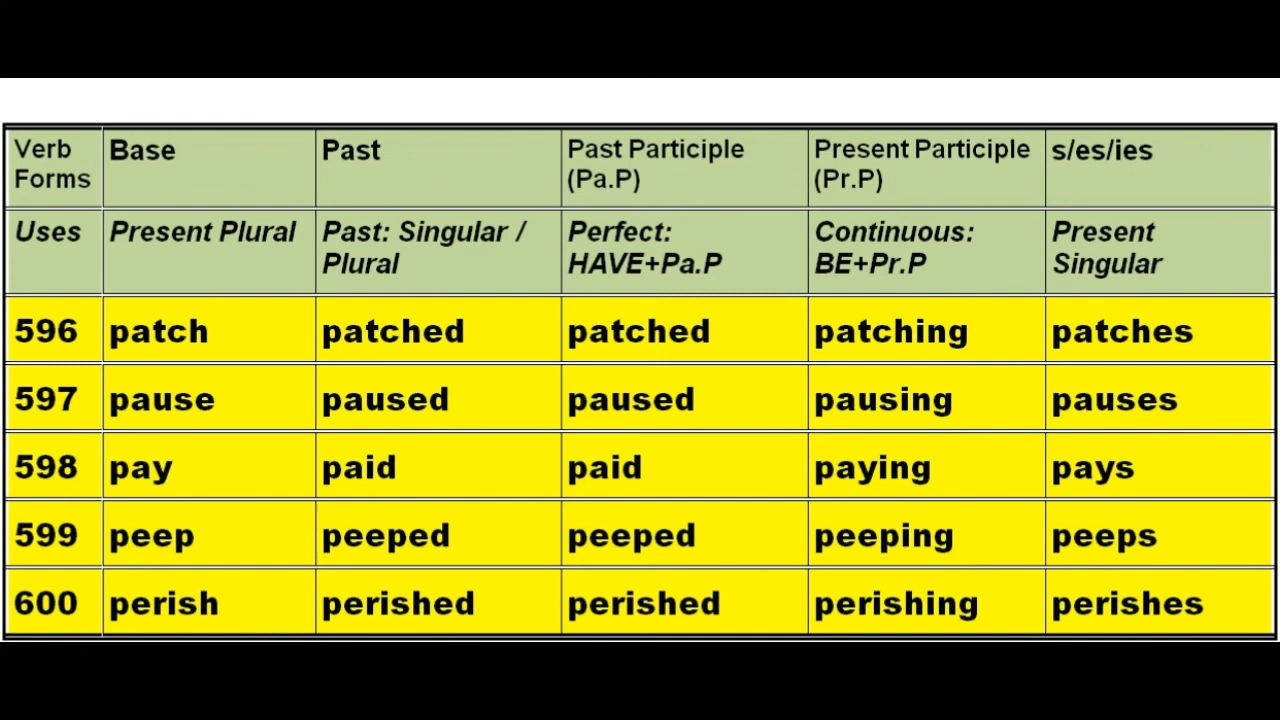 Verb Forms Base Past Past Participle (Pa.P) Present Participle (Pr.P) s/es/ies
Uses Present Plural Past: Singular / Plural Perfect: HAVE+Pa.P Continuous: BE+Pr.P Present Singular
596 patch patched patched patching patches
597 pause paused paused pausing pauses
598 pay paid paid paying pays
599 peep peeped peeped peeping peeps
600 perish perished perished perishing perishes